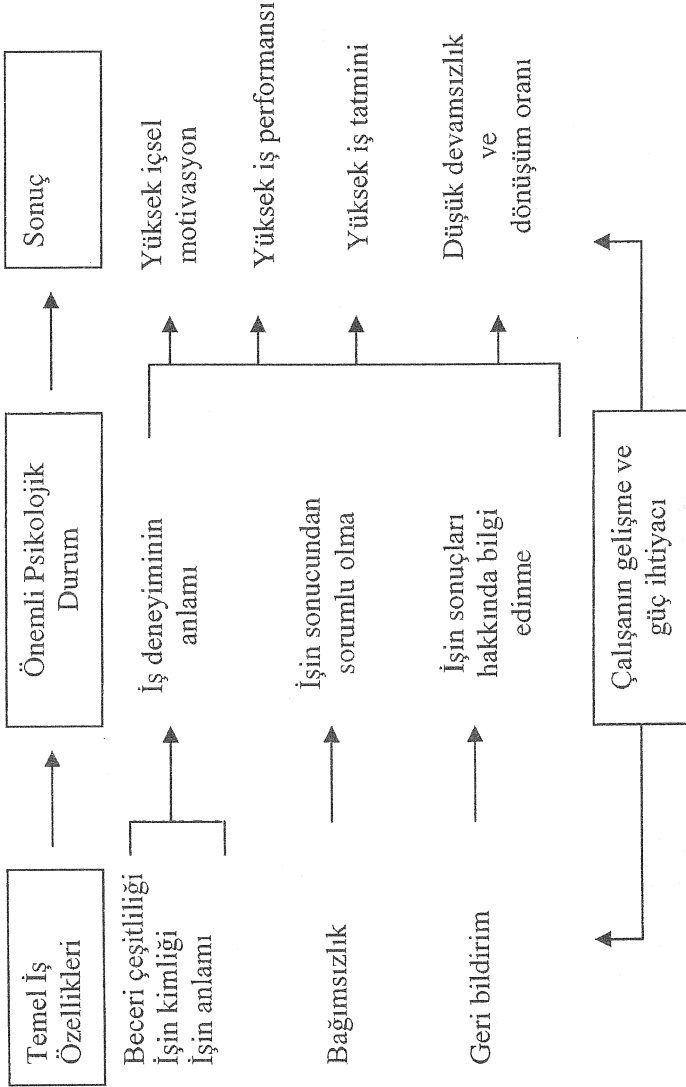 Temel İş
Özellikleri
Önemli Psikolojik
Durum
Sonuç
Beceri çeşitliliği
İşin kimliği
İşin anlamı
İş deneyiminin
anlamı
Yüksek içsel
motivasyon
Yüksek iş performansı
Bağımsızlık
İşin sonucundan
sorumlu olma
Yüksek iş tatmini
Geri bildirim
İşin sonuçları
hakkında bilgi
edinme
Düşük devamsızlık
ve
dönüşüm oranı
Çalışanın gelişme ve
güç ihtiyacı